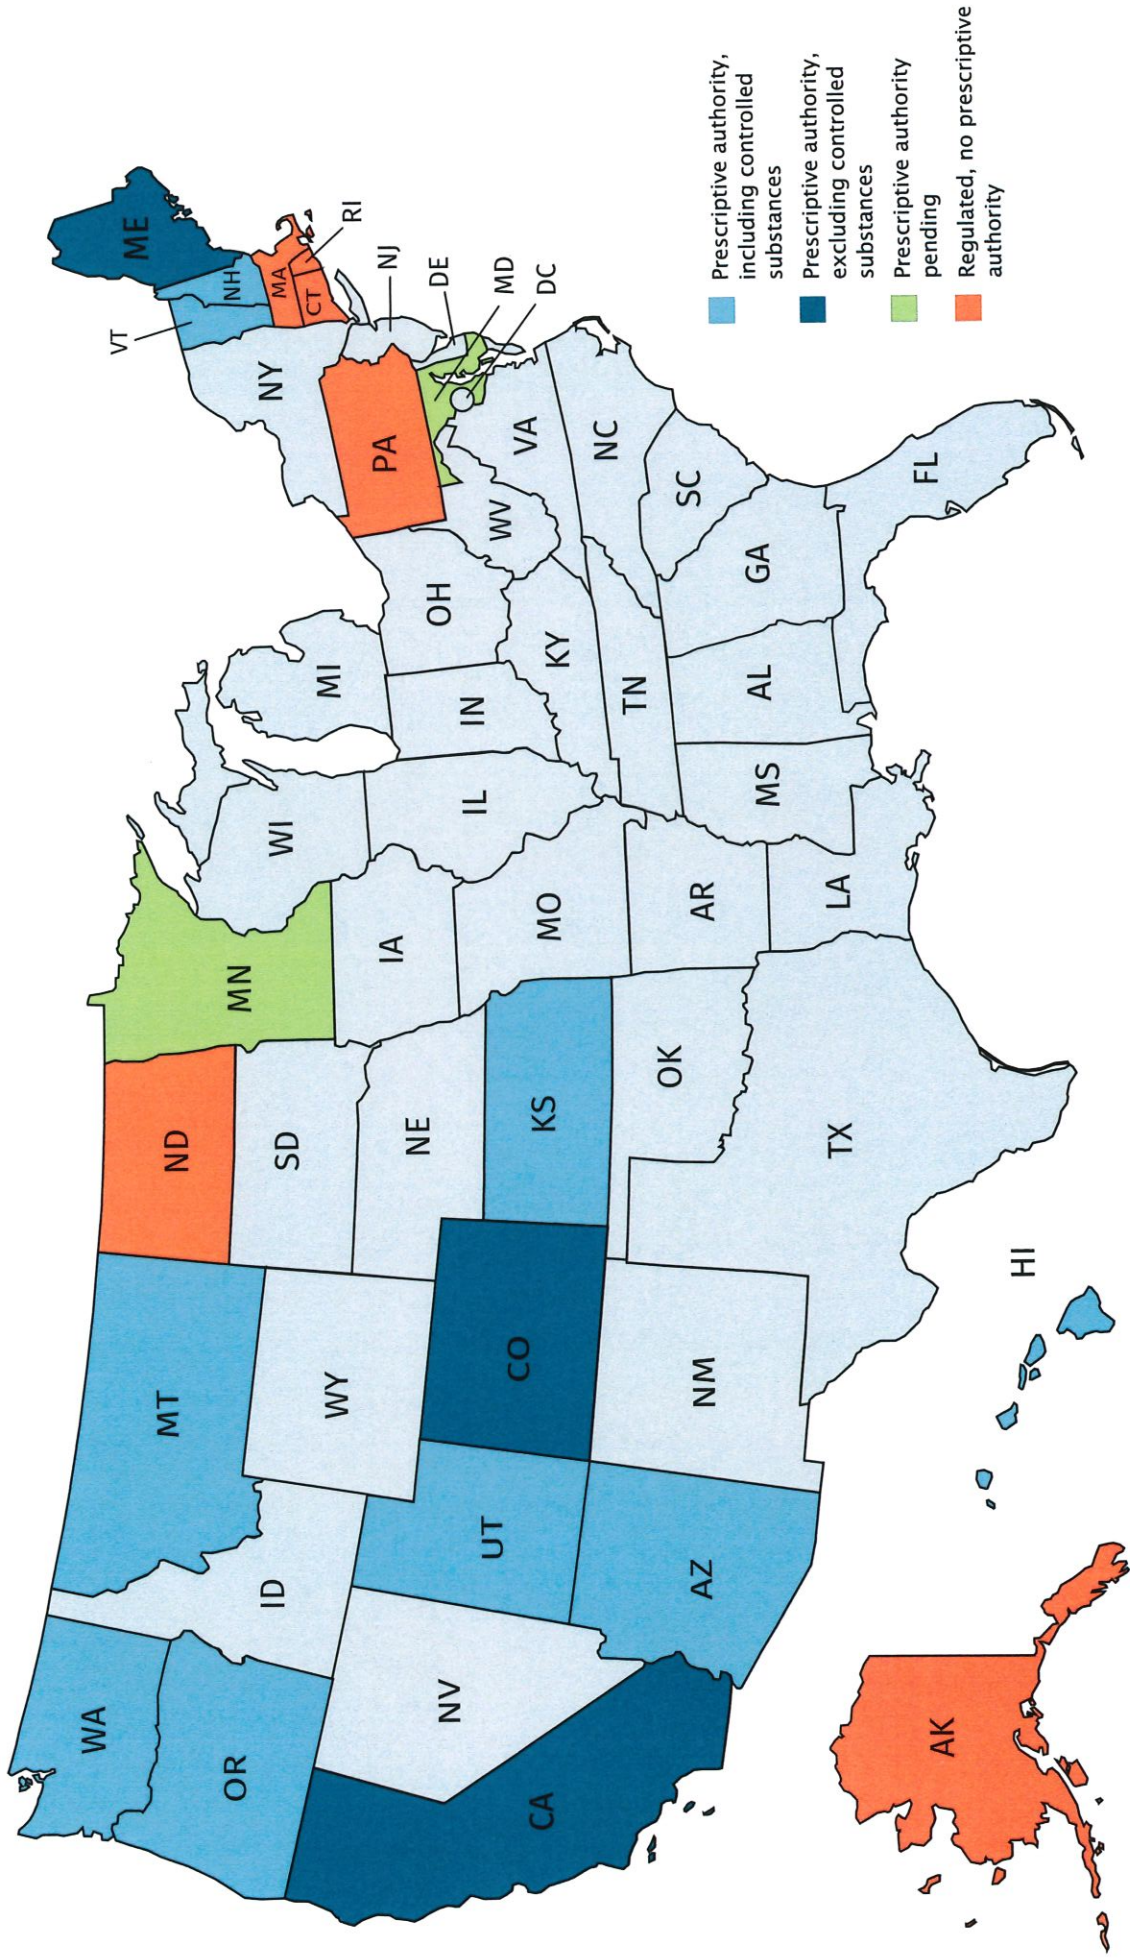 WA
OR
CA
NV
ID
MT
WY
UT
AZ
CO
NM
ND
SD
NE
KS
OK
TX
MN
IA
MO
AR
LA
WI
IL
MS
MI
IN
KY
TN
AL
OH
WV
GA
FL
SC
NC
VA
PA
NY
VT
NH
ME
MA
CT
RI
NJ
DE
MD
DC
AK
HI
Prescriptive authority,
including controlled
substances
Prescriptive authority,
excluding controlled
substances
Prescriptive authority
pending
Regulated, no prescriptive
authority